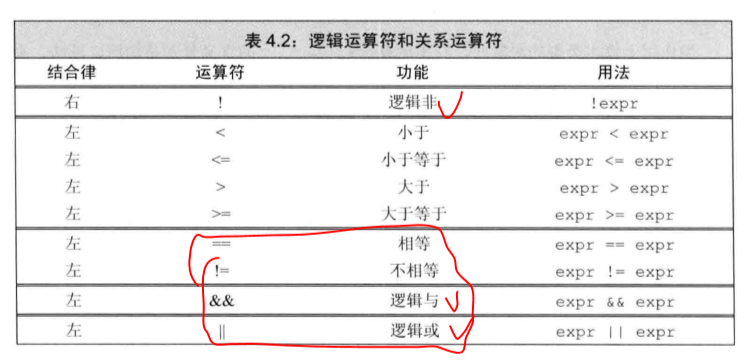 表 4.2：逻辑运算符和关系运算符
结合律 运算符 功能 用法
右 ! 逻辑非 !expr
左 < 小于 expr < expr
左 <= 小于等于 expr <= expr
左 > 大于 expr > expr
左 >= 大于等于 expr >= expr
左 == 相等 expr == expr
左 != 不相等 expr != expr
左 && 逻辑与 expr && expr
左 || 逻辑或 expr || expr